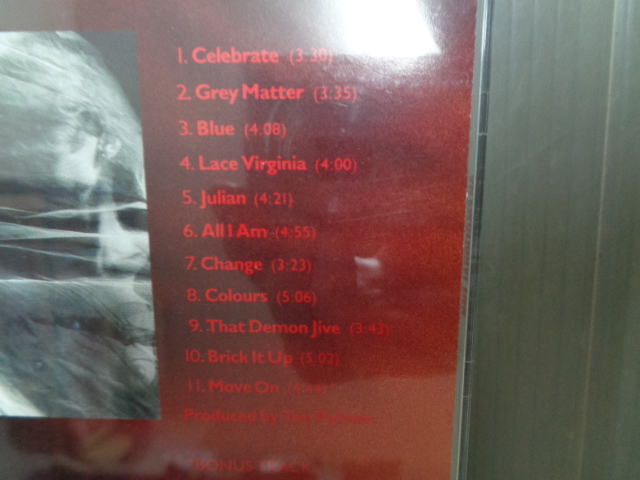 1. Celebrate (3:30)
2. Grey Matter (3:35)
3. Blue (4:08)
4. Lace Virginia (4:00)
5. Julian (4:21)
6. All I Am (4:55)
7. Change (3:23)
8. Colours (5:06)
9. That Demon Jive (3:43)
10. Brick It Up (5:02)
11. Move On
Produced by
BONUS TRACK